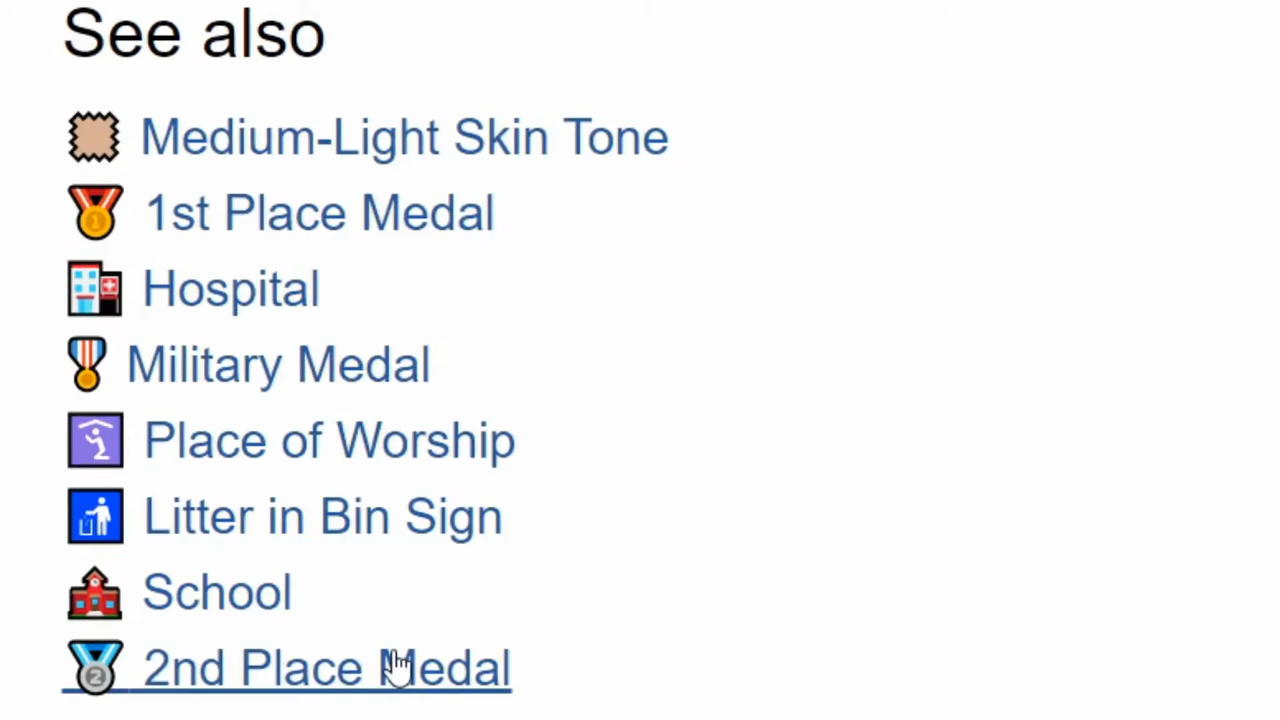 See also
Medium-Light Skin Tone
1st Place Medal
Hospital
Military Medal
Place of Worship
Litter in Bin Sign
School
2nd Place Medal